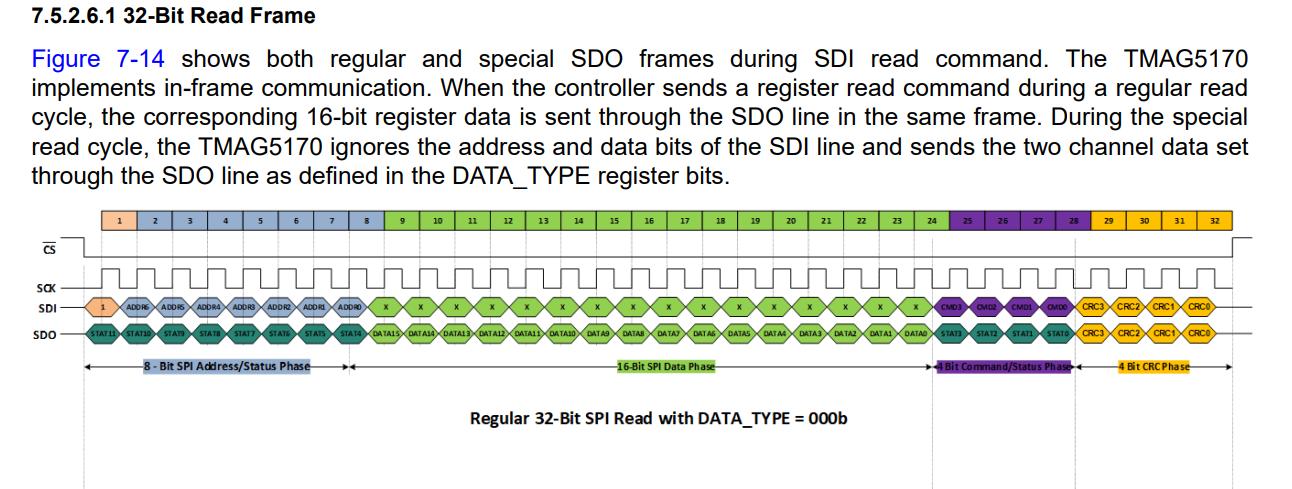 7.5.2.6.1 32-Bit Read Frame
Figure 7-14 shows both regular and special SDO frames during SDI read command. The TMAG5170
implements in-frame communication. When the controller sends a register read command during a regular read
cycle, the corresponding 16-bit register data is sent through the SDO line in the same frame. During the special
read cycle, the TMAG5170 ignores the address and data bits of the SDI line and sends the two channel data set
through the SDO line as defined in the DATA_TYPE register bits.
1 2 3 4 5 6 7 8 9 10 11 12 13 14 15 16 17 18 19 20 21 22 23 24 25 26 27 28 29 30 31 32
CS
SCK
SDI 1 ADDR6 ADDR5 ADDR4 ADDR3 ADDR2 ADDR1 ADDR0 X X X X X X X X X X X X X X X X CMD3 CMD2 CMD1 CMD0 CRC3 CRC2 CRC1 CRC0
SDO STAT11 STAT10 STAT9 STAT8 STAT7 STAT6 STAT5 STAT4 DATA15 DATA14 DATA13 DATA12 DATA11 DATA10 DATA9 DATA8 DATA7 DATA6 DATA5 DATA4 DATA3 DATA2 DATA1 DATA0 STAT3 STAT2 STAT1 STAT0 CRC3 CRC2 CRC1 CRC0
8 - Bit SPI Address/Status Phase 16-Bit SPI Data Phase 4 Bit Command/Status Phase 4 Bit CRC Phase
Regular 32-Bit SPI Read with DATA_TYPE = 000b